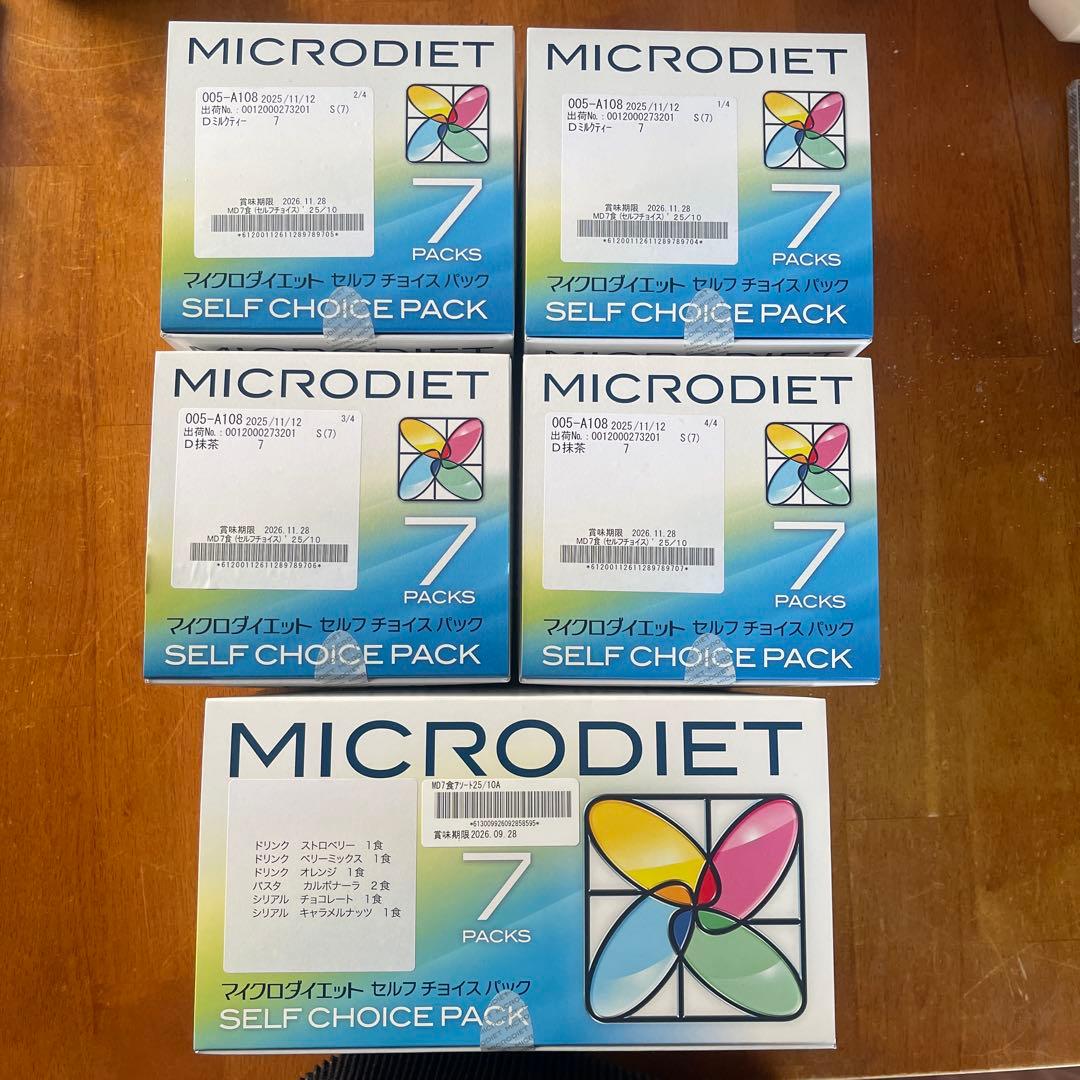 MICRODIET
005-A108 2025/11/12 2/4
出荷No.:0012000273201 S(7)
Dミルクティー 7
賞味期限 2026.11.28
MD7食(セルフチョイス)' 25/10
*61200112611289789705*
7
PACKS
マイクロダイエット セルフ チョイス パック
SELF CHOICE PACK
MICRODIET
005-A108 2025/11/12 1/4
出荷No.:0012000273201 S(7)
Dミルクティー 7
賞味期限 2026.11.28
MD7食(セルフチョイス)' 25/10
*61200112611289789704*
7
PACKS
マイクロダイエット セルフ チョイス パック
SELF CHOICE PACK
MICRODIET
005-A108 2025/11/12 3/4
出荷No.:0012000273201 S(7)
D抹茶 7
賞味期限 2026.11.28
MD7食(セルフチョイス)' 25/10
*61200112611289789706*
7
PACKS
マイクロダイエット セルフ チョイス パック
SELF CHOICE PACK
MICRODIET
005-A108 2025/11/12 4/4
出荷No.:0012000273201 S(7)
D抹茶 7
賞味期限 2026.11.28
MD7食(セルフチョイス)' 25/10
*61200112611289789707*
7
PACKS
マイクロダイエット セルフ チョイス パック
SELF CHOICE PACK
MICRODIET
MD7食アソート25/10A
*613009926092858595*
賞味期限2026.09.28
ドリンク ストロベリー 1食
ドリンク ベリーミックス 1食
ドリンク オレンジ 1食
パスタ カルボナーラ 2食
シリアル チョコレート 1食
シリアル キャラメルナッツ 1食
7
PACKS
マイクロダイエット セルフ チョイス パック
SELF CHOICE PACK